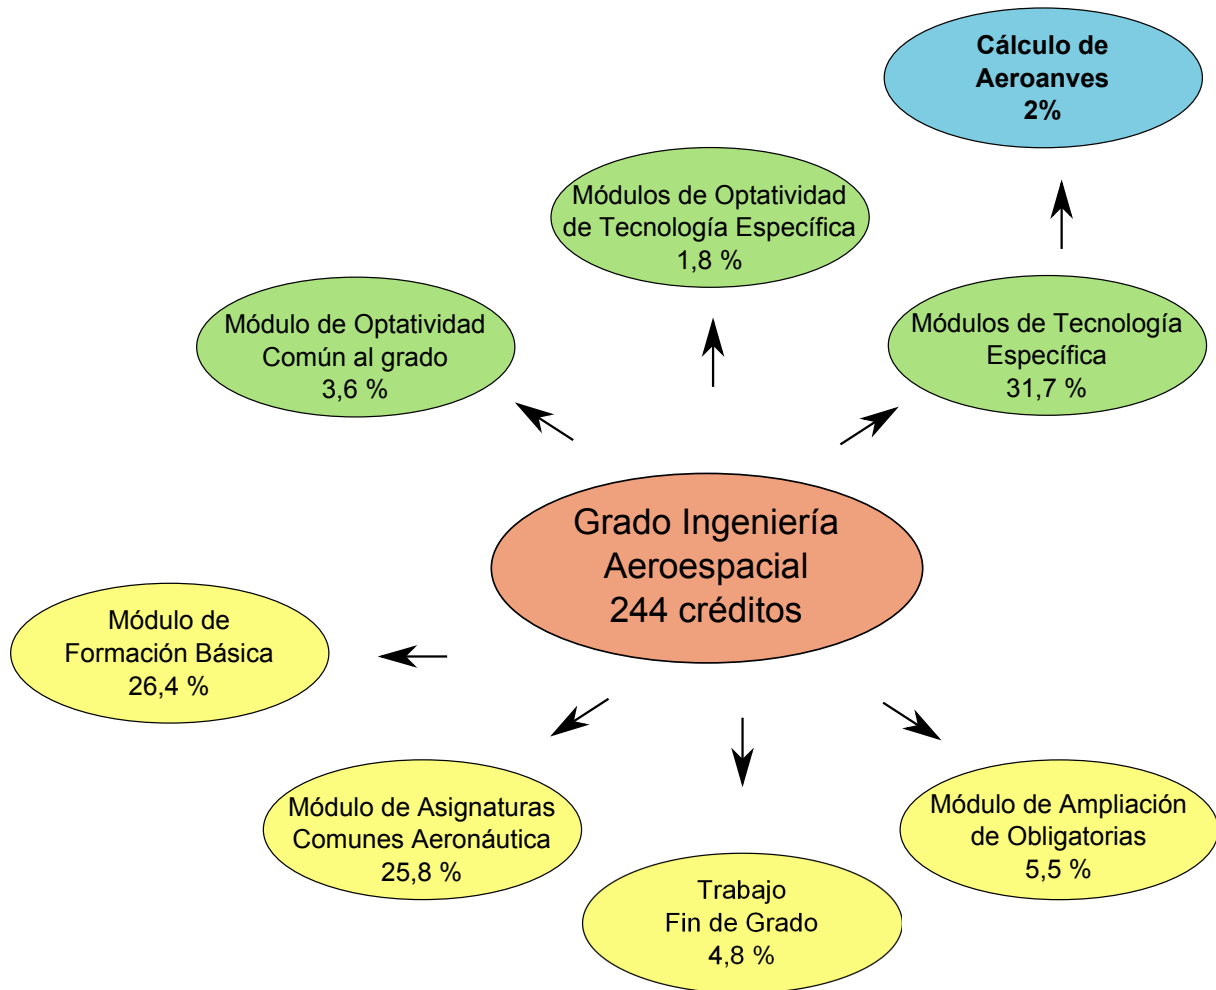 Cálculo de
Aeroanves
2%
Módulos de Optatividad
de Tecnología Específica
1,8 %
Módulo de Optatividad
Común al grado
3,6 %
Módulos de Tecnología
Específica
31,7 %
Grado Ingeniería
Aeroespacial
244 créditos
Módulo de
Formación Básica
26,4 %
Módulo de Asignaturas
Comunes Aeronáutica
25,8 %
Trabajo
Fin de Grado
4,8 %
Módulo de Ampliación
de Obligatorias
5,5 %